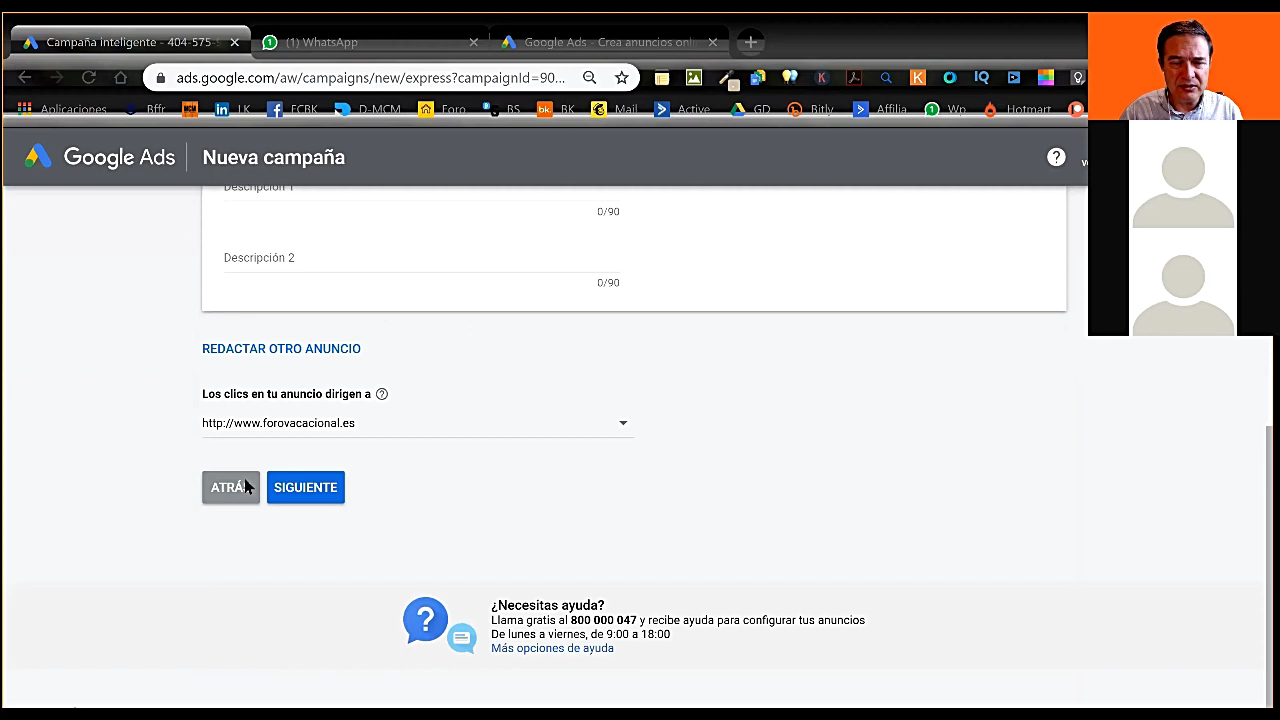 Campaña inteligente - 404-575
(1) WhatsApp
Google Ads - Crea anuncios onli
ads.google.com/aw/campaigns/new/express?campaignId=90...
Aplicaciones Bffr LK FCBK D-MCM Foro BS BK Mail Active GD Bitly Affilia Wp Hotmart
Google Ads Nueva campaña
Descripción 1
0/90
Descripción 2
0/90
REDACTAR OTRO ANUNCIO
Los clics en tu anuncio dirigen a
http://www.forovacacional.es
ATRÁS SIGUIENTE
¿Necesitas ayuda?
Llama gratis al 800 000 047 y recibe ayuda para configurar tus anuncios
De lunes a viernes, de 9:00 a 18:00
Más opciones de ayuda